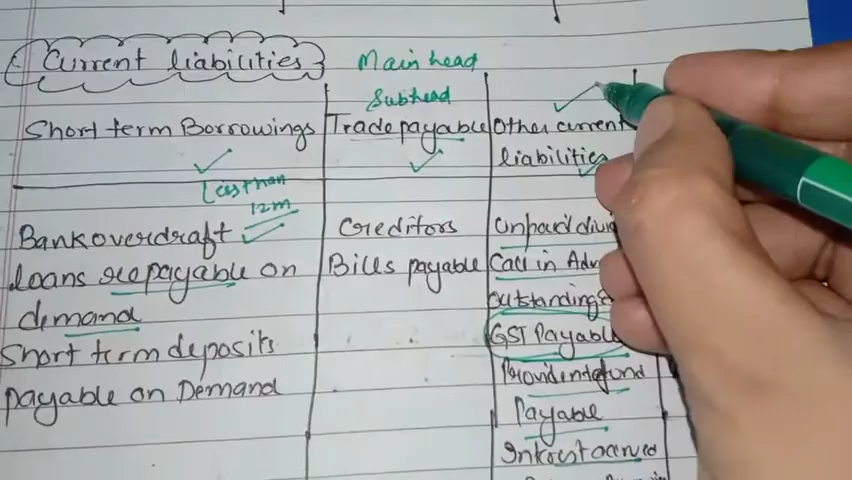 Current liabilities
Main head
Subhead
Short term Borrowings
Trade payable
Other current
liabilities
Less than
12m
Bank overdraft
loans repayable on
demand
Short term deposits
payable on Demand
Creditors
Bills payable
Unpaid
Call in
Outstanding
GST Payable
Provident fund
Payable
Interest accrued